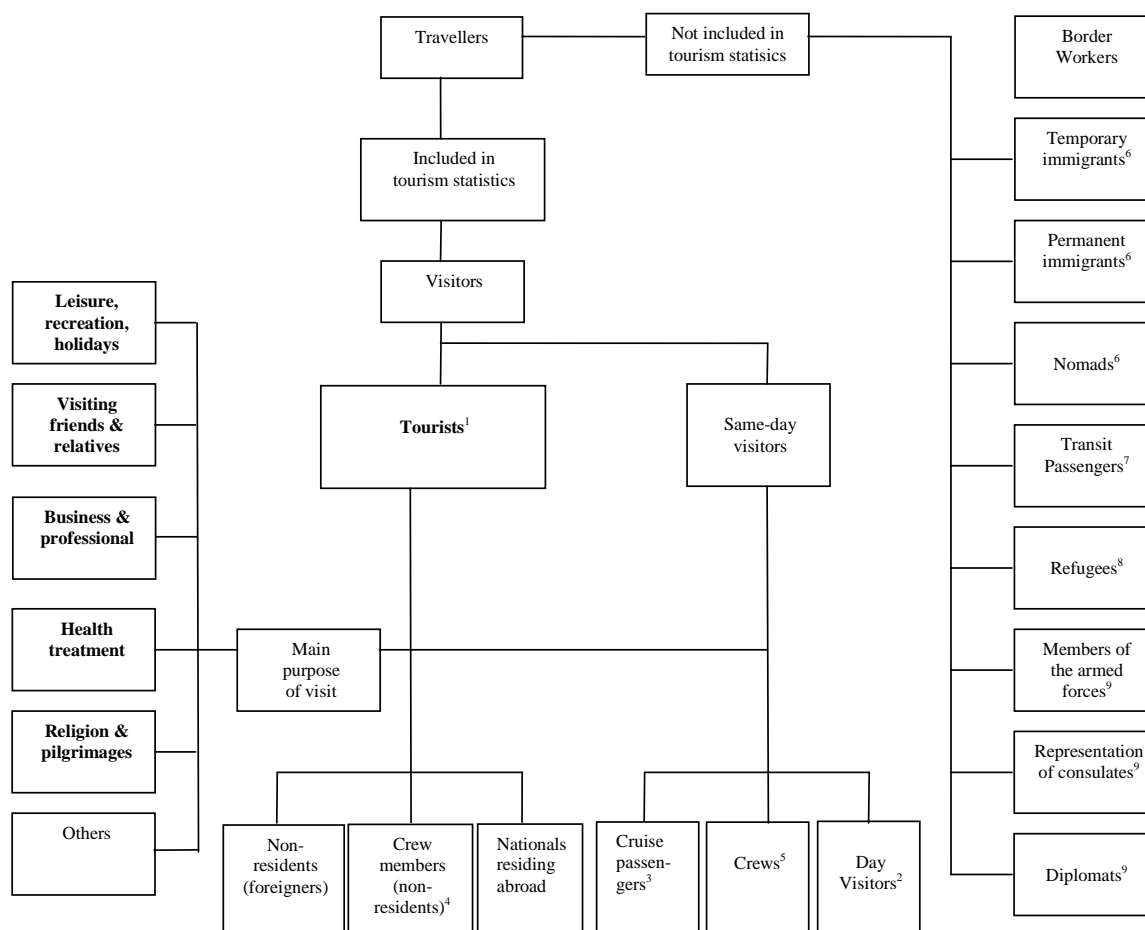 Travellers
Not included in
tourism statisics
Border
Workers
Temporary
immigrants⁶
Included in
tourism statistics
Permanent
immigrants⁶
Visitors
Leisure,
recreation,
holidays
Nomads⁶
Visiting
friends &
relatives
Tourists¹
Same-day
visitors
Transit
Passengers⁷
Business &
professional
Refugees⁸
Health
treatment
Main
purpose
of visit
Members of
the armed
forces⁹
Religion &
pilgrimages
Representation
of consulates⁹
Others
Non-
residents
(foreigners)
Crew
members
(non-
residents)⁴
Nationals
residing
abroad
Cruise
passen-
gers³
Crews⁵
Day
Visitors²
Diplomats⁹